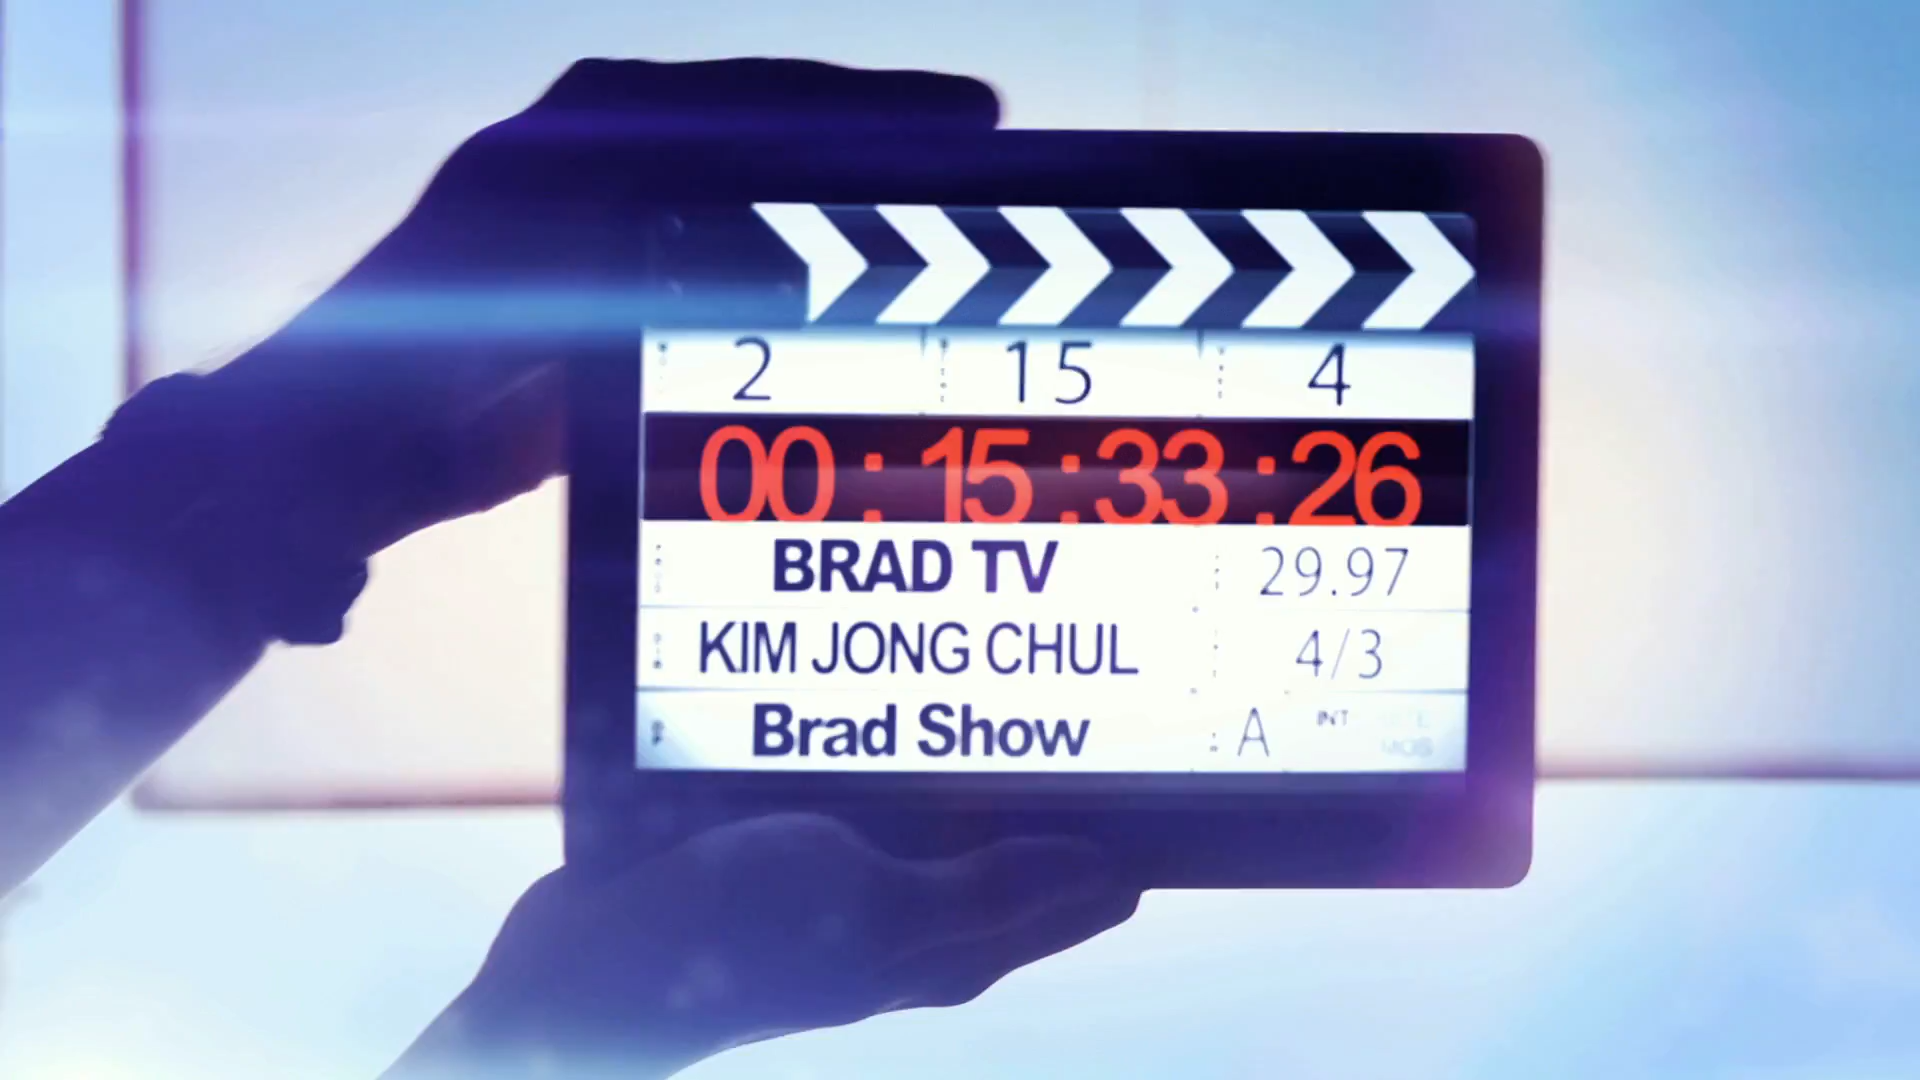 2 15 4
00:15:33:26
BRAD TV 29.97
KIM JONG CHUL 4/3
Brad Show A INT
MOS